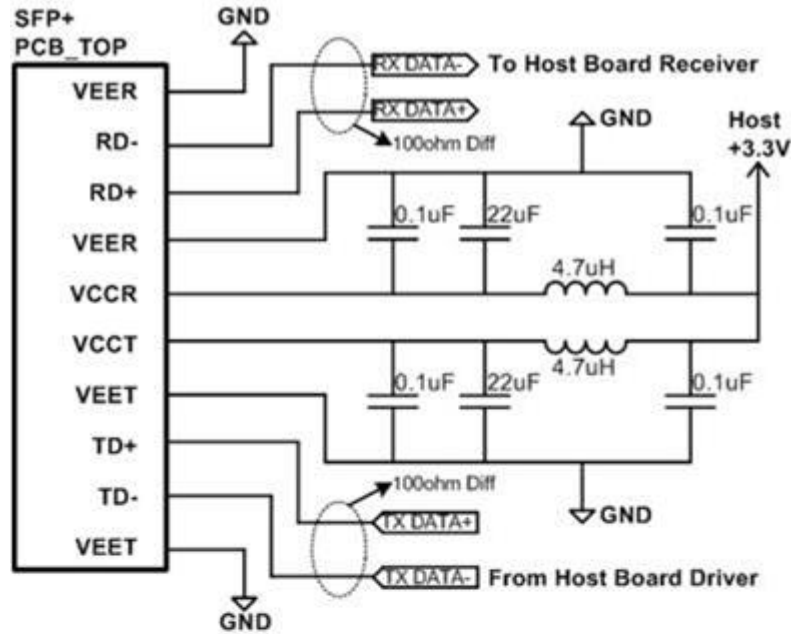 SFP+
PCB_TOP
GND
VEER
RD-
RD+
VEER
VCCR
VCCT
VEET
TD+
TD-
VEET
GND
RX DATA-
To Host Board Receiver
RX DATA+
100ohm Diff
GND
Host
+3.3V
0.1uF
22uF
0.1uF
4.7uH
4.7uH
0.1uF
22uF
0.1uF
100ohm Diff
GND
TX DATA+
TX DATA-
From Host Board Driver